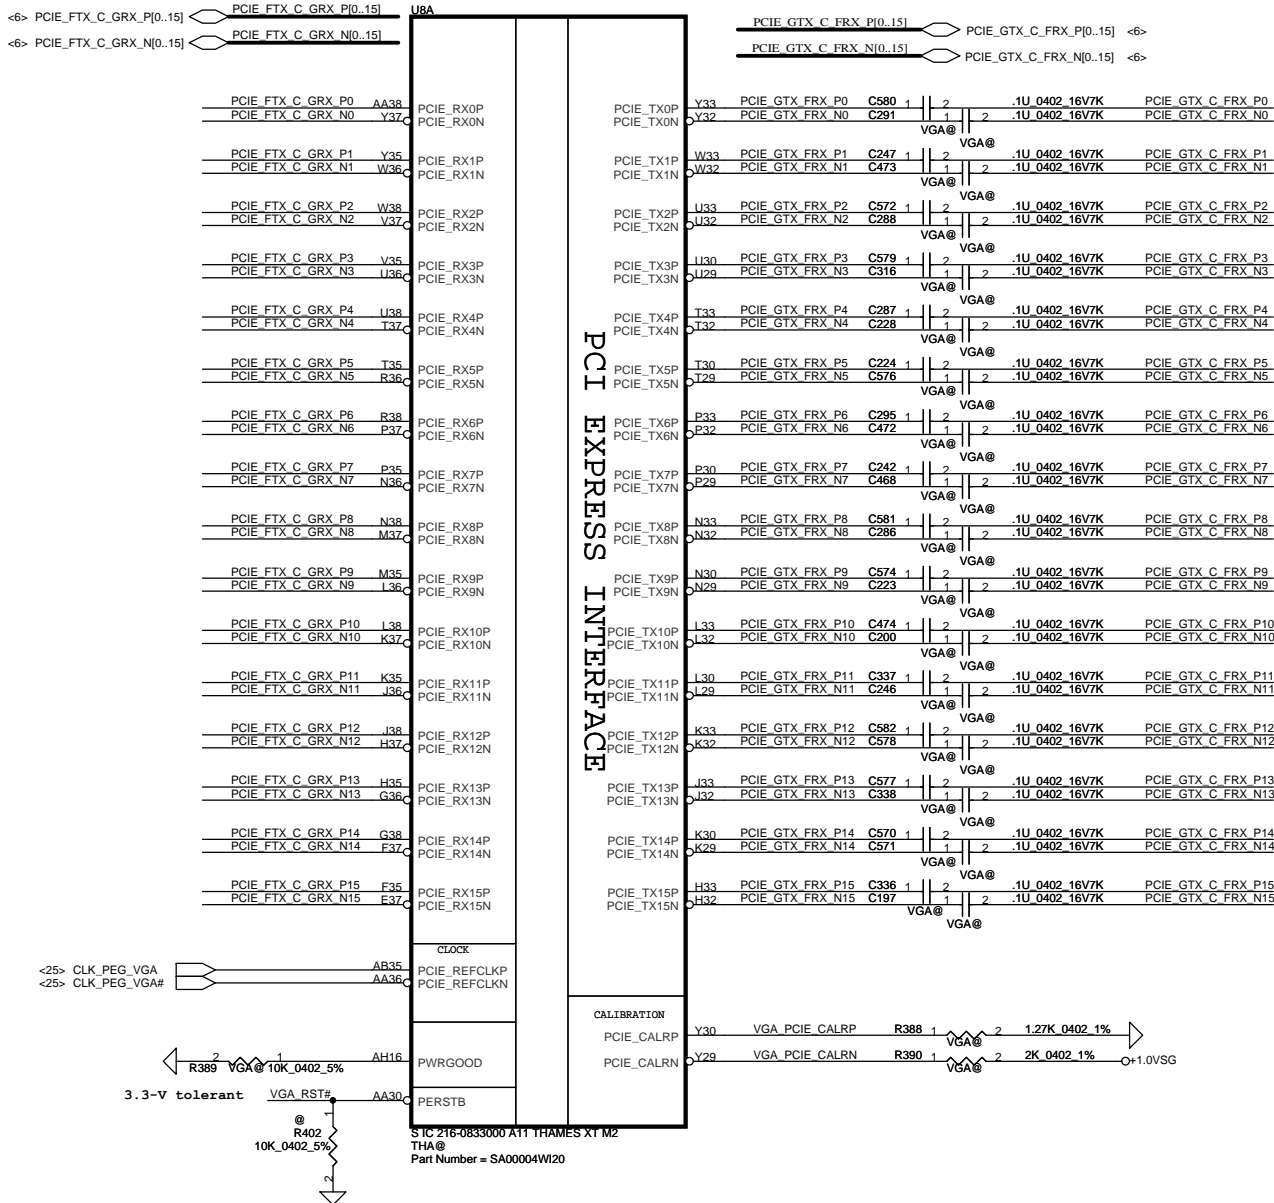 <6> PCIE_FTX_C_GRX_P[0..15] PCIE_FTX_C_GRX_P[0..15] U8A PCIE_GTX_C_FRX_P[0..15] PCIE_GTX_C_FRX_P[0..15] <6>
<6> PCIE_FTX_C_GRX_N[0..15] PCIE_FTX_C_GRX_N[0..15] PCIE_GTX_C_FRX_N[0..15] PCIE_GTX_C_FRX_N[0..15] <6>
PCIE_FTX_C_GRX_P0 AA38 PCIE_RX0P PCIE_TX0P Y33 PCIE_GTX_FRX_P0 C580 1 2 .1U_0402_16V7K PCIE_GTX_C_FRX_P0
PCIE_FTX_C_GRX_N0 Y37 PCIE_RX0N PCIE_TX0N Y32 PCIE_GTX_FRX_N0 C291 1 2 .1U_0402_16V7K PCIE_GTX_C_FRX_N0
VGA@ VGA@
PCIE_FTX_C_GRX_P1 Y35 PCIE_RX1P PCIE_TX1P W33 PCIE_GTX_FRX_P1 C247 1 2 .1U_0402_16V7K PCIE_GTX_C_FRX_P1
PCIE_FTX_C_GRX_N1 W36 PCIE_RX1N PCIE_TX1N W32 PCIE_GTX_FRX_N1 C473 1 2 .1U_0402_16V7K PCIE_GTX_C_FRX_N1
VGA@ VGA@
PCIE_FTX_C_GRX_P2 W38 PCIE_RX2P PCIE_TX2P U33 PCIE_GTX_FRX_P2 C572 1 2 .1U_0402_16V7K PCIE_GTX_C_FRX_P2
PCIE_FTX_C_GRX_N2 V37 PCIE_RX2N PCIE_TX2N U32 PCIE_GTX_FRX_N2 C288 1 2 .1U_0402_16V7K PCIE_GTX_C_FRX_N2
VGA@ VGA@
PCIE_FTX_C_GRX_P3 V35 PCIE_RX3P PCIE_TX3P U30 PCIE_GTX_FRX_P3 C579 1 2 .1U_0402_16V7K PCIE_GTX_C_FRX_P3
PCIE_FTX_C_GRX_N3 U36 PCIE_RX3N PCIE_TX3N U29 PCIE_GTX_FRX_N3 C316 1 2 .1U_0402_16V7K PCIE_GTX_C_FRX_N3
VGA@ VGA@
PCIE_FTX_C_GRX_P4 U38 PCIE_RX4P PCIE_TX4P T33 PCIE_GTX_FRX_P4 C287 1 2 .1U_0402_16V7K PCIE_GTX_C_FRX_P4
PCIE_FTX_C_GRX_N4 T37 PCIE_RX4N PCIE_TX4N T32 PCIE_GTX_FRX_N4 C228 1 2 .1U_0402_16V7K PCIE_GTX_C_FRX_N4
VGA@ VGA@
PCIE_FTX_C_GRX_P5 T35 PCIE_RX5P PCIE_TX5P T30 PCIE_GTX_FRX_P5 C224 1 2 .1U_0402_16V7K PCIE_GTX_C_FRX_P5
PCIE_FTX_C_GRX_N5 R36 PCIE_RX5N PCIE_TX5N T29 PCIE_GTX_FRX_N5 C576 1 2 .1U_0402_16V7K PCIE_GTX_C_FRX_N5
VGA@ VGA@
PCIE_FTX_C_GRX_P6 R38 PCIE_RX6P PCIE_TX6P P33 PCIE_GTX_FRX_P6 C295 1 2 .1U_0402_16V7K PCIE_GTX_C_FRX_P6
PCIE_FTX_C_GRX_N6 P37 PCIE_RX6N PCIE_TX6N P32 PCIE_GTX_FRX_N6 C472 1 2 .1U_0402_16V7K PCIE_GTX_C_FRX_N6
VGA@ VGA@
PCIE_FTX_C_GRX_P7 P35 PCIE_RX7P PCIE_TX7P P30 PCIE_GTX_FRX_P7 C242 1 2 .1U_0402_16V7K PCIE_GTX_C_FRX_P7
PCIE_FTX_C_GRX_N7 N36 PCIE_RX7N PCIE_TX7N P29 PCIE_GTX_FRX_N7 C468 1 2 .1U_0402_16V7K PCIE_GTX_C_FRX_N7
VGA@ VGA@
PCIE_FTX_C_GRX_P8 N38 PCIE_RX8P PCIE_TX8P N33 PCIE_GTX_FRX_P8 C581 1 2 .1U_0402_16V7K PCIE_GTX_C_FRX_P8
PCIE_FTX_C_GRX_N8 M37 PCIE_RX8N PCIE_TX8N N32 PCIE_GTX_FRX_N8 C286 1 2 .1U_0402_16V7K PCIE_GTX_C_FRX_N8
VGA@ VGA@
PCIE_FTX_C_GRX_P9 M35 PCIE_RX9P PCIE_TX9P N30 PCIE_GTX_FRX_P9 C574 1 2 .1U_0402_16V7K PCIE_GTX_C_FRX_P9
PCIE_FTX_C_GRX_N9 L36 PCIE_RX9N PCIE_TX9N N29 PCIE_GTX_FRX_N9 C223 1 2 .1U_0402_16V7K PCIE_GTX_C_FRX_N9
VGA@ VGA@
PCIE_FTX_C_GRX_P10 L38 PCIE_RX10P PCIE_TX10P L33 PCIE_GTX_FRX_P10 C474 1 2 .1U_0402_16V7K PCIE_GTX_C_FRX_P10
PCIE_FTX_C_GRX_N10 K37 PCIE_RX10N PCIE_TX10N L32 PCIE_GTX_FRX_N10 C200 1 2 .1U_0402_16V7K PCIE_GTX_C_FRX_N10
VGA@ VGA@
PCIE_FTX_C_GRX_P11 K35 PCIE_RX11P PCIE_TX11P L30 PCIE_GTX_FRX_P11 C337 1 2 .1U_0402_16V7K PCIE_GTX_C_FRX_P11
PCIE_FTX_C_GRX_N11 J36 PCIE_RX11N PCIE_TX11N L29 PCIE_GTX_FRX_N11 C246 1 2 .1U_0402_16V7K PCIE_GTX_C_FRX_N11
VGA@ VGA@
PCIE_FTX_C_GRX_P12 J38 PCIE_RX12P PCIE_TX12P K33 PCIE_GTX_FRX_P12 C582 1 2 .1U_0402_16V7K PCIE_GTX_C_FRX_P12
PCIE_FTX_C_GRX_N12 H37 PCIE_RX12N PCIE_TX12N K32 PCIE_GTX_FRX_N12 C578 1 2 .1U_0402_16V7K PCIE_GTX_C_FRX_N12
VGA@ VGA@
PCIE_FTX_C_GRX_P13 H35 PCIE_RX13P PCIE_TX13P J33 PCIE_GTX_FRX_P13 C577 1 2 .1U_0402_16V7K PCIE_GTX_C_FRX_P13
PCIE_FTX_C_GRX_N13 G36 PCIE_RX13N PCIE_TX13N J32 PCIE_GTX_FRX_N13 C338 1 2 .1U_0402_16V7K PCIE_GTX_C_FRX_N13
VGA@ VGA@
PCIE_FTX_C_GRX_P14 G38 PCIE_RX14P PCIE_TX14P K30 PCIE_GTX_FRX_P14 C570 1 2 .1U_0402_16V7K PCIE_GTX_C_FRX_P14
PCIE_FTX_C_GRX_N14 F37 PCIE_RX14N PCIE_TX14N K29 PCIE_GTX_FRX_N14 C571 1 2 .1U_0402_16V7K PCIE_GTX_C_FRX_N14
VGA@ VGA@
PCIE_FTX_C_GRX_P15 F35 PCIE_RX15P PCIE_TX15P H33 PCIE_GTX_FRX_P15 C336 1 2 .1U_0402_16V7K PCIE_GTX_C_FRX_P15
PCIE_FTX_C_GRX_N15 E37 PCIE_RX15N PCIE_TX15N H32 PCIE_GTX_FRX_N15 C197 1 2 .1U_0402_16V7K PCIE_GTX_C_FRX_N15
VGA@ VGA@
PCI EXPRESS INTERFACE
CLOCK
<25> CLK_PEG_VGA AB35 PCIE_REFCLKP
<25> CLK_PEG_VGA# AA36 PCIE_REFCLKN
CALIBRATION
PCIE_CALRP Y30 VGA_PCIE_CALRP R388 1 2 1.27K_0402_1%
VGA@
PCIE_CALRN Y29 VGA_PCIE_CALRN R390 1 2 2K_0402_1% +1.0VSG
VGA@
2 1 AH16 PWRGOOD
R389 VGA@ 10K_0402_5%
3.3-V tolerant VGA_RST# AA30 PERSTB
1
@
R402
10K_0402_5%
2
S IC 216-0833000 A11 THAMES XT M2
THA@
Part Number = SA00004WI20